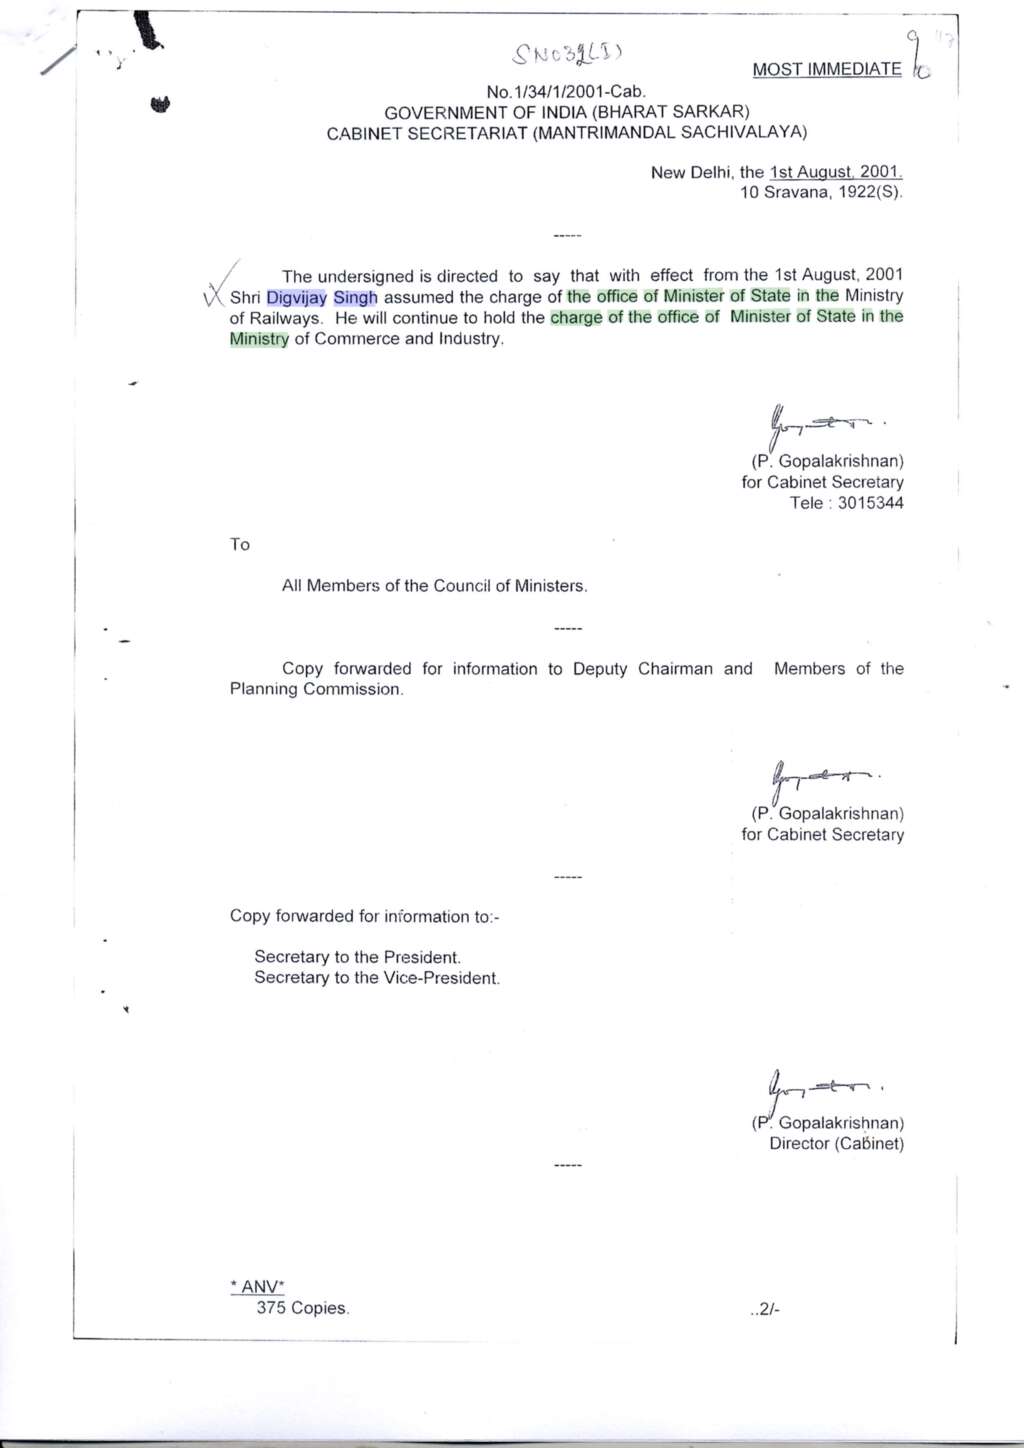 MOST IMMEDIATE
No.1/34/1/2001-Cab.
GOVERNMENT OF INDIA (BHARAT SARKAR)
CABINET SECRETARIAT (MANTRIMANDAL SACHIVALAYA)
New Delhi, the 1st August, 2001.
10 Sravana, 1922(S).
-----
The undersigned is directed to say that with effect from the 1st August, 2001
Shri Digvijay Singh assumed the charge of the office of Minister of State in the Ministry
of Railways. He will continue to hold the charge of the office of Minister of State in the
Ministry of Commerce and Industry.
(P. Gopalakrishnan)
for Cabinet Secretary
Tele : 3015344
To
All Members of the Council of Ministers.
-----
Copy forwarded for information to Deputy Chairman and Members of the
Planning Commission.
(P. Gopalakrishnan)
for Cabinet Secretary
-----
Copy forwarded for information to:-
Secretary to the President.
Secretary to the Vice-President.
(P. Gopalakrishnan)
Director (Cabinet)
-----
* ANV*
375 Copies.
..2/-